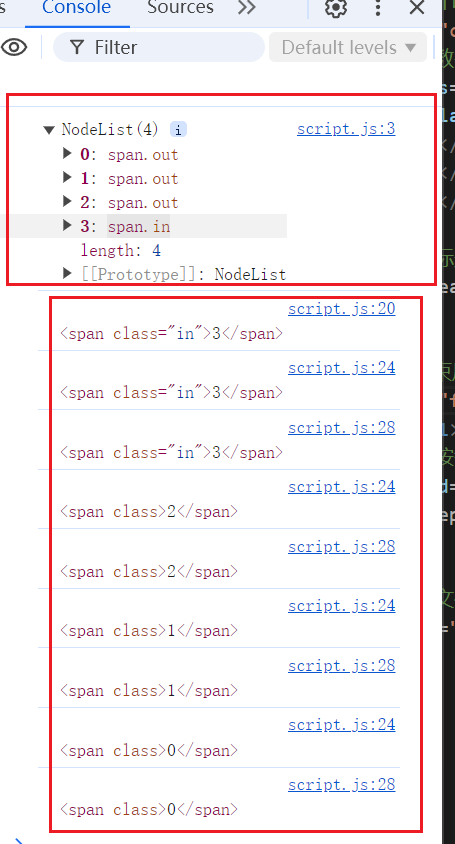 Console
Sources
Filter
Default levels ▼
▼ NodeList(4) i script.js:3
▶ 0: span.out
▶ 1: span.out
▶ 2: span.out
▶ 3: span.in
length: 4
▶ [[Prototype]]: NodeList
script.js:20
<span class="in">3</span>
script.js:24
<span class="in">3</span>
script.js:28
<span class="in">3</span>
script.js:24
<span class>2</span>
script.js:28
<span class>2</span>
script.js:24
<span class>1</span>
script.js:28
<span class>1</span>
script.js:24
<span class>0</span>
script.js:28
<span class>0</span>